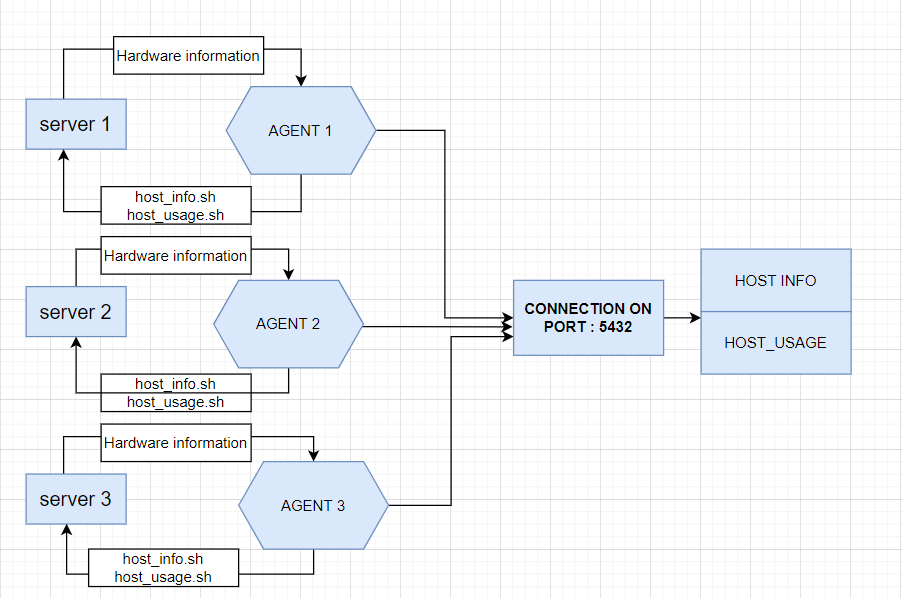 Hardware information
server 1
AGENT 1
host_info.sh
host_usage.sh
Hardware information
server 2
AGENT 2
host_info.sh
host_usage.sh
Hardware information
server 3
AGENT 3
host_info.sh
host_usage.sh
CONNECTION ON
PORT : 5432
HOST INFO
HOST_USAGE